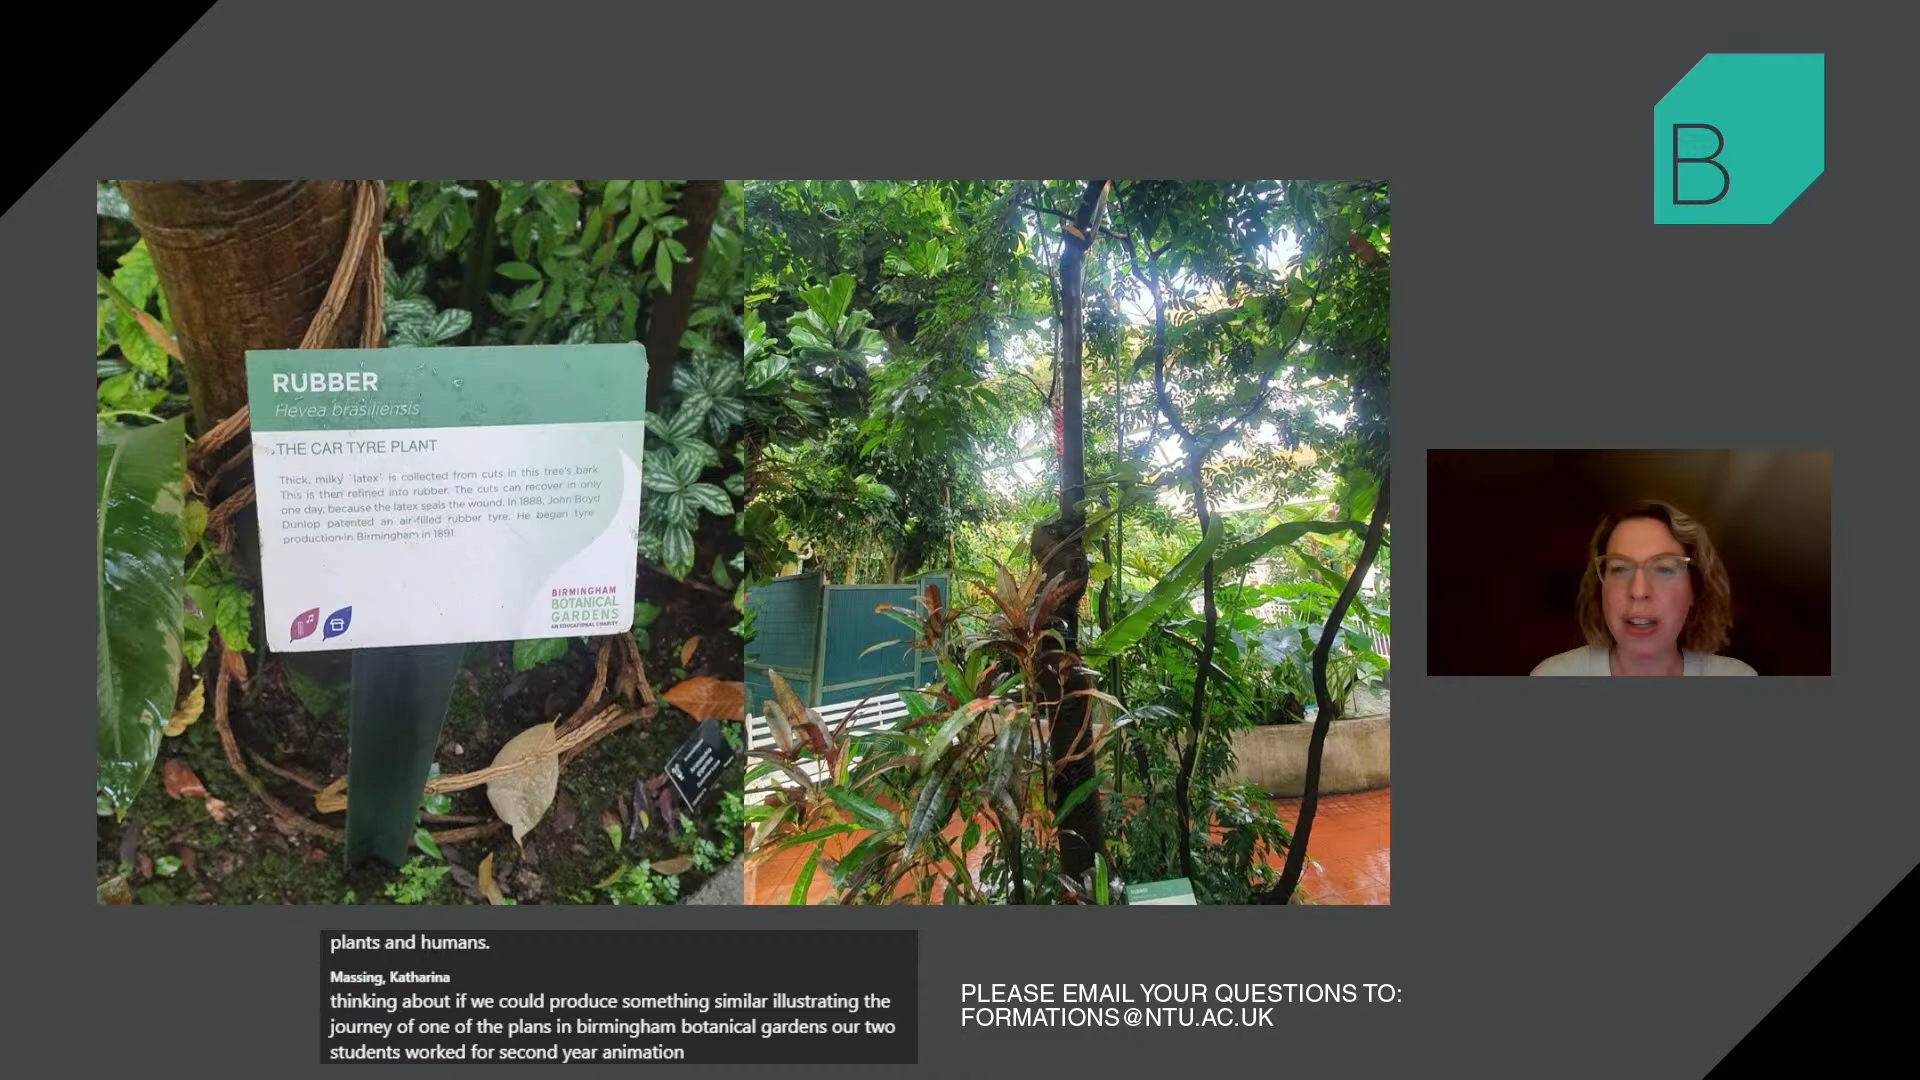 B
RUBBER
Hevea brasiliensis
THE CAR TYRE PLANT
Thick, milky 'latex' is collected from cuts in this tree's bark.
This is then refined into rubber. The cuts can recover in only
one day, because the latex seals the wound. In 1888, John Boyd
Dunlop patented an air-filled rubber tyre. He began tyre
production in Birmingham in 1891.
BIRMINGHAM
BOTANICAL
GARDENS
AN EDUCATIONAL CHARITY
RUBBER
plants and humans.
Massing, Katharina
thinking about if we could produce something similar illustrating the
journey of one of the plans in birmingham botanical gardens our two
students worked for second year animation
PLEASE EMAIL YOUR QUESTIONS TO:
FORMATIONS@NTU.AC.UK